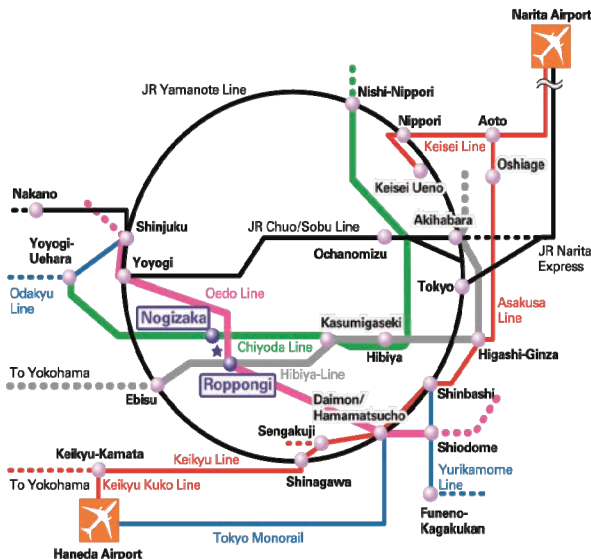 Narita Airport
JR Yamanote Line
Nishi-Nippori
Nippori
Aoto
Keisei Line
Oshiage
Keisei Ueno
Nakano
Shinjuku
JR Chuo/Sobu Line
Akihabara
Yoyogi-
Uehara
Yoyogi
Ochanomizu
JR Narita
Express
Odakyu
Line
Oedo Line
Tokyo
Asakusa
Line
Nogizaka
Kasumigaseki
Chiyoda Line
Hibiya
Higashi-Ginza
Hibiya-Line
To Yokohama
Roppongi
Ebisu
Daimon/
Hamamatsucho
Shinbashi
Sengakuji
Shiodome
Keikyu-Kamata
Keikyu Line
Shinagawa
Yurikamome
Line
To Yokohama
Keikyu Kuko Line
Funeno-
Kagakukan
Haneda Airport
Tokyo Monorail